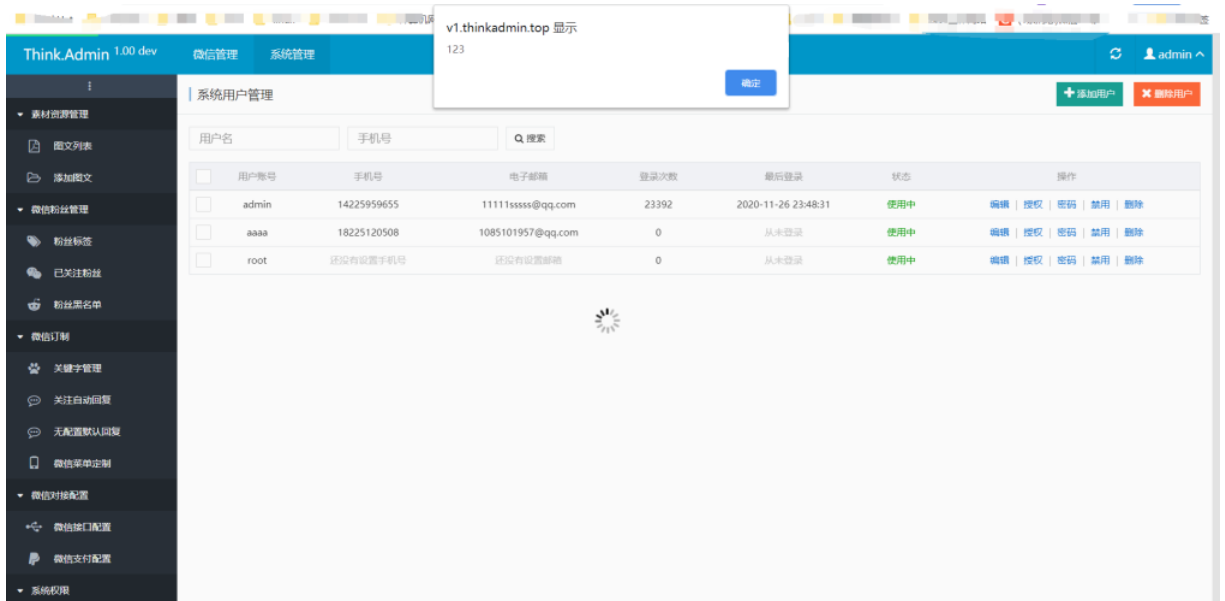 v1.thinkadmin.top 显示
123
确定
Think.Admin 1.00 dev
微信管理
系统管理
admin
系统用户管理
添加用户
删除用户
素材资源管理
图文列表
添加图文
微信粉丝管理
粉丝标签
已关注粉丝
粉丝黑名单
微信订制
关键字管理
关注自动回复
无配置默认回复
微信菜单定制
微信对接配置
微信接口配置
微信支付配置
系统权限
用户名
手机号
搜索
用户账号 手机号 电子邮箱 登录次数 最后登录 状态 操作
admin 14225959655 11111sssss@qq.com 23392 2020-11-26 23:48:31 使用中 编辑 | 授权 | 密码 | 禁用 | 删除
aaaa 18225120508 1085101957@qq.com 0 从未登录 使用中 编辑 | 授权 | 密码 | 禁用 | 删除
root 还没有设置手机号 还没有设置邮箱 0 从未登录 使用中 编辑 | 授权 | 密码 | 禁用 | 删除